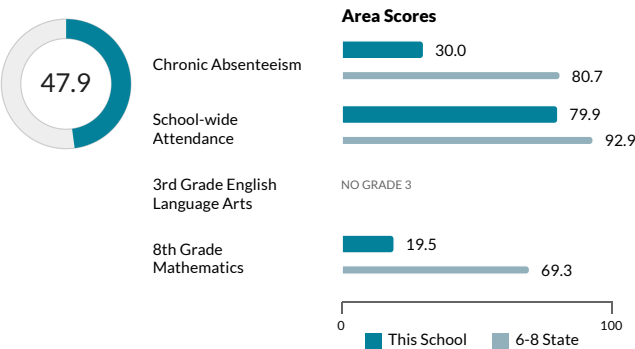 Area Scores
47.9
Chronic Absenteeism
30.0
80.7
School-wide
Attendance
79.9
92.9
3rd Grade English
Language Arts
NO GRADE 3
8th Grade
Mathematics
19.5
69.3
0
100
This School
6-8 State